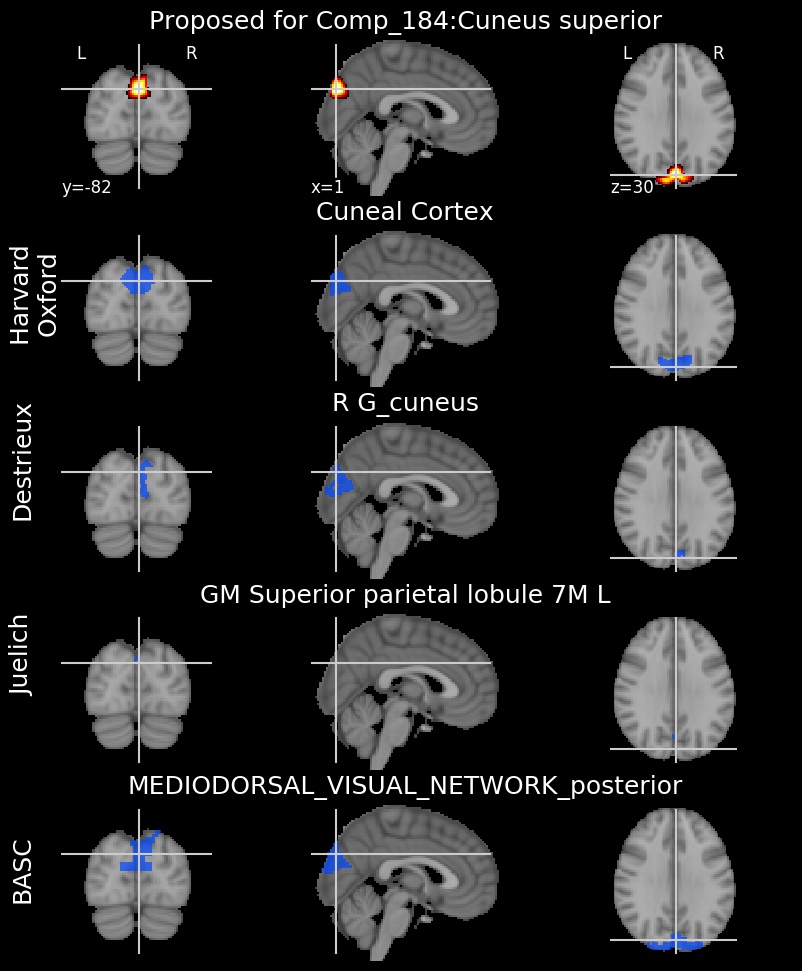 Proposed for Comp_184:Cuneus superior
L R L R
y=-82 x=1 z=30
Cuneal Cortex
Harvard
Oxford
R G_cuneus
Destrieux
GM Superior parietal lobule 7M L
Juelich
MEDIODORSAL_VISUAL_NETWORK_posterior
BASC